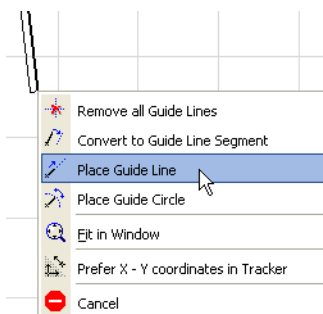 Remove all Guide Lines
Convert to Guide Line Segment
Place Guide Line
Place Guide Circle
Fit in Window
Prefer X - Y coordinates in Tracker
Cancel